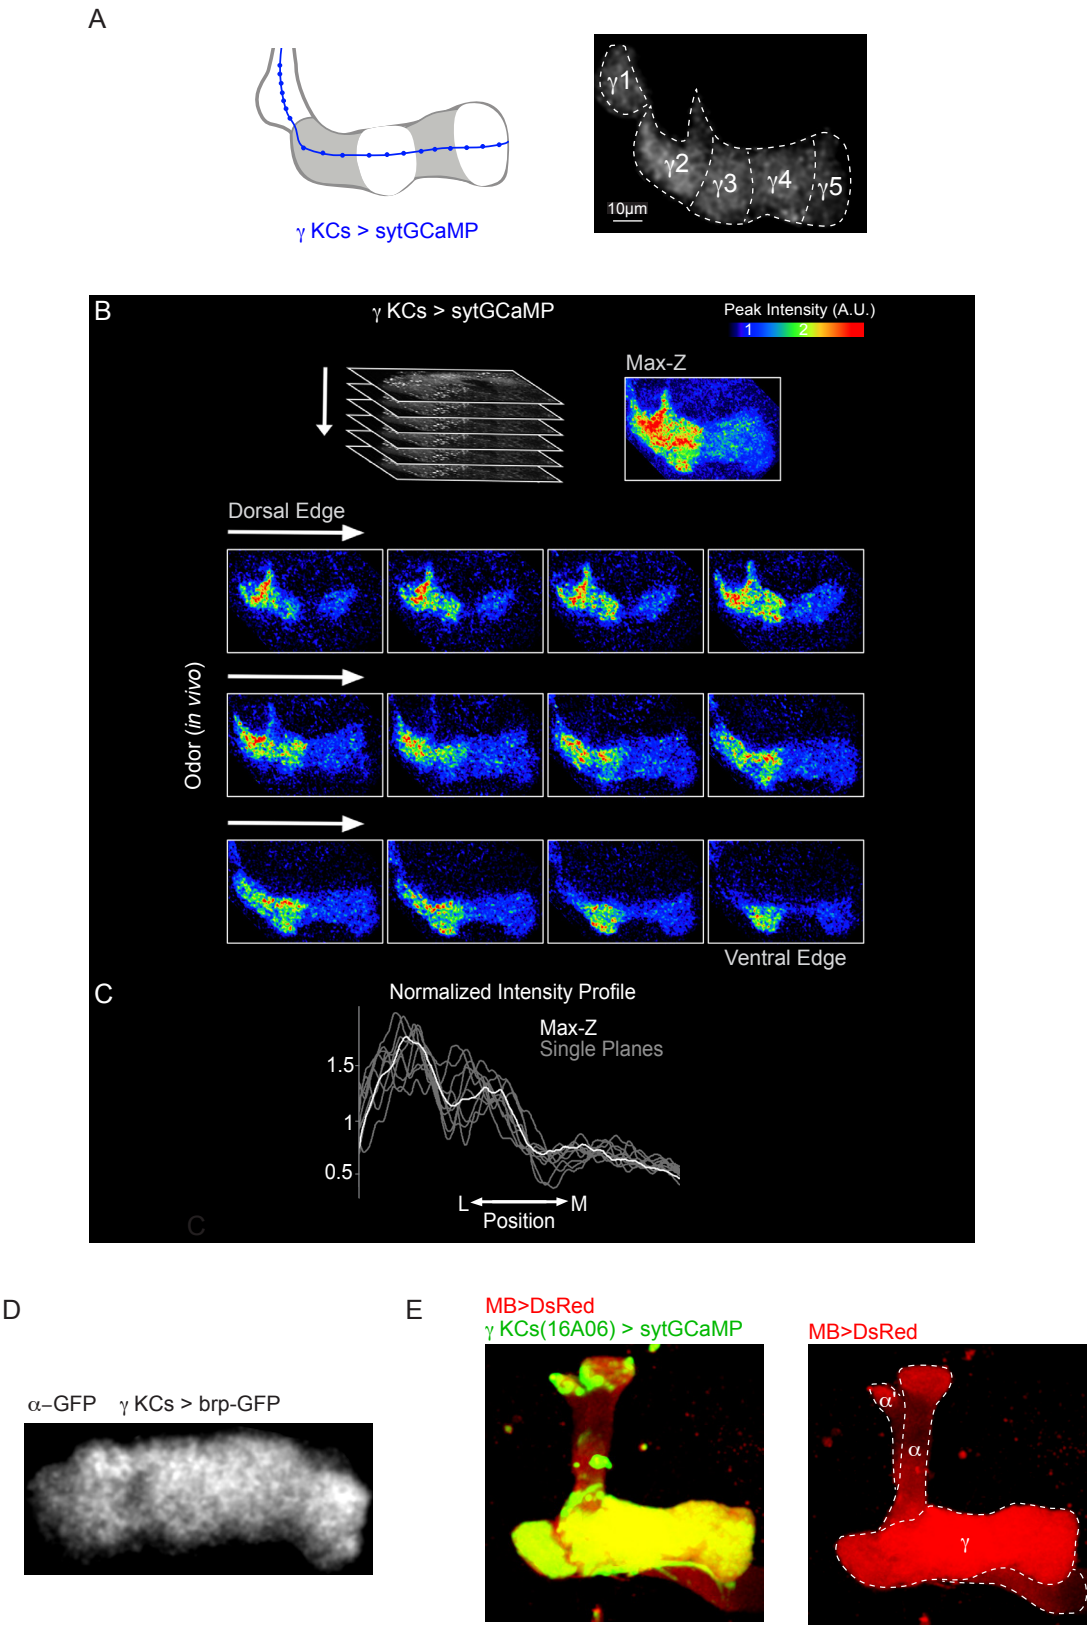 A
γ KCs > sytGCaMP
γ1
γ2
γ3
γ4
γ5
10µm
B
γ KCs > sytGCaMP
Peak Intensity (A.U.)
1
2
Max-Z
Dorsal Edge
Odor (in vivo)
Ventral Edge
C
Normalized Intensity Profile
Max-Z
Single Planes
1.5
1
0.5
L
M
Position
C
D
α–GFP γ KCs > brp-GFP
E
MB>DsRed
γ KCs(16A06) > sytGCaMP
MB>DsRed
α'
α
γ